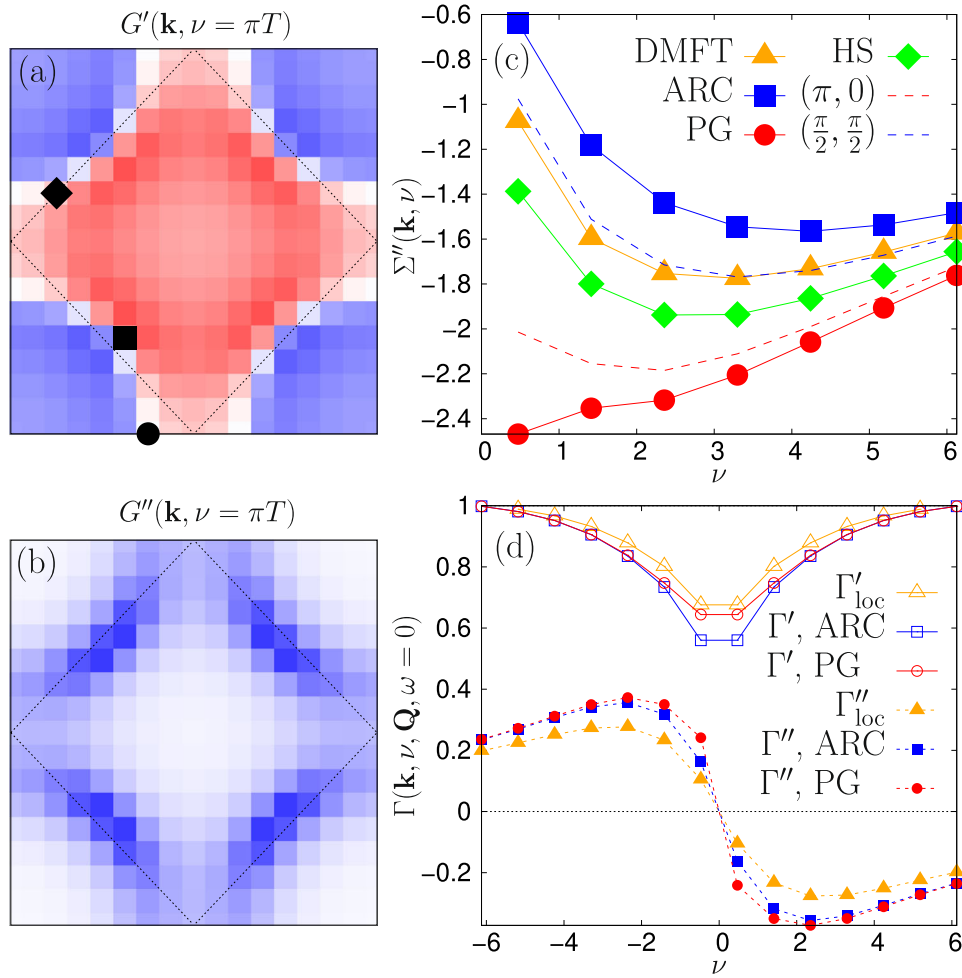 G′(k, ν = πT)
(a)
G″(k, ν = πT)
(b)
(c)
DMFT
HS
ARC
(π, 0)
PG
(π/2, π/2)
Σ″(k, ν)
−0.6
−0.8
−1
−1.2
−1.4
−1.6
−1.8
−2
−2.2
−2.4
0 1 2 3 4 5 6
ν
(d)
Γ′loc
Γ′, ARC
Γ′, PG
Γ″loc
Γ″, ARC
Γ″, PG
Γ(k, ν, Q, ω = 0)
1
0.8
0.6
0.4
0.2
0
−0.2
−6 −4 −2 0 2 4 6
ν